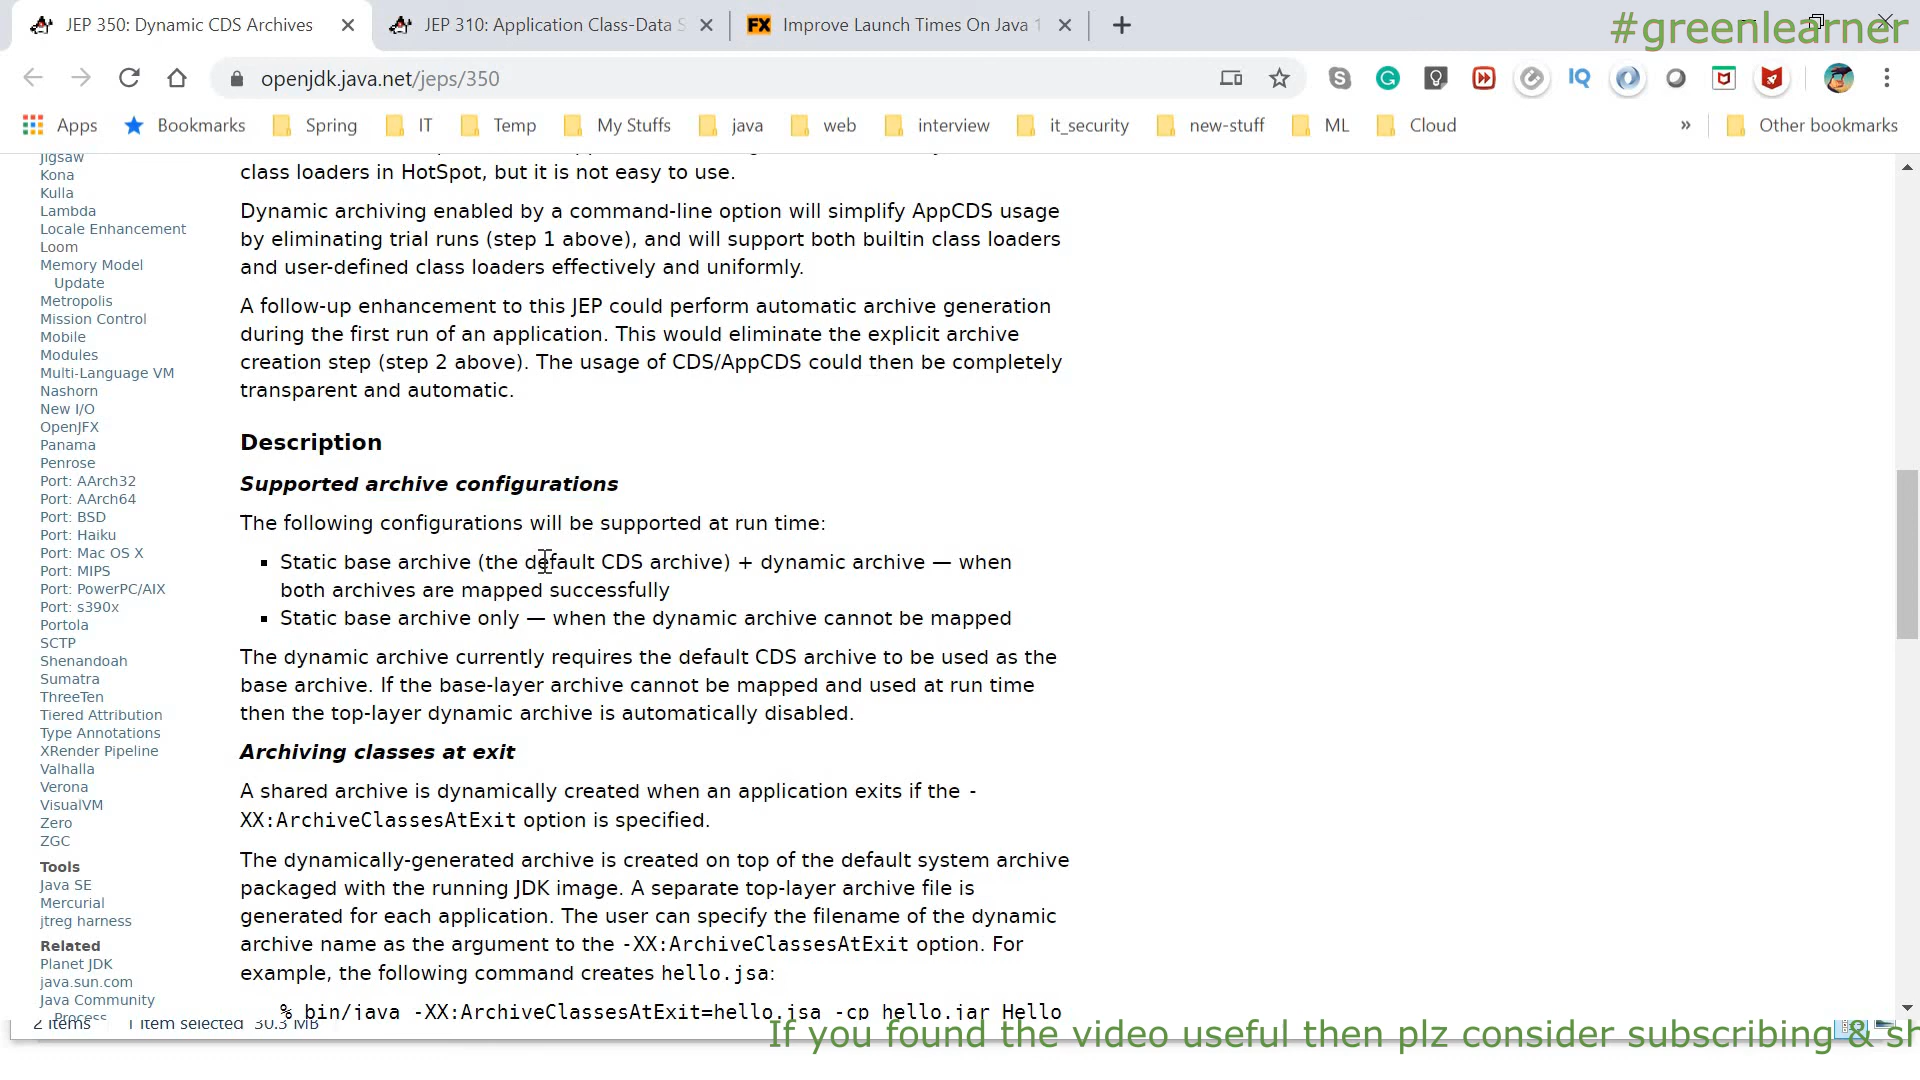 JEP 350: Dynamic CDS Archives
JEP 310: Application Class-Data S
Improve Launch Times On Java 1
#greenlearner
openjdk.java.net/jeps/350
Apps
Bookmarks
Spring
IT
Temp
My Stuffs
java
web
interview
it_security
new-stuff
ML
Cloud
»
Other bookmarks
Jigsaw
Kona
Kulla
Lambda
Locale Enhancement
Loom
Memory Model
Update
Metropolis
Mission Control
Mobile
Modules
Multi-Language VM
Nashorn
New I/O
OpenJFX
Panama
Penrose
Port: AArch32
Port: AArch64
Port: BSD
Port: Haiku
Port: Mac OS X
Port: MIPS
Port: PowerPC/AIX
Port: s390x
Portola
SCTP
Shenandoah
Sumatra
ThreeTen
Tiered Attribution
Type Annotations
XRender Pipeline
Valhalla
Verona
VisualVM
Zero
ZGC
Tools
Java SE
Mercurial
jtreg harness
Related
Planet JDK
java.sun.com
Java Community
Process
class loaders in HotSpot, but it is not easy to use.
Dynamic archiving enabled by a command-line option will simplify AppCDS usage
by eliminating trial runs (step 1 above), and will support both builtin class loaders
and user-defined class loaders effectively and uniformly.
A follow-up enhancement to this JEP could perform automatic archive generation
during the first run of an application. This would eliminate the explicit archive
creation step (step 2 above). The usage of CDS/AppCDS could then be completely
transparent and automatic.
Description
Supported archive configurations
The following configurations will be supported at run time:
▪ Static base archive (the default CDS archive) + dynamic archive — when
both archives are mapped successfully
▪ Static base archive only — when the dynamic archive cannot be mapped
The dynamic archive currently requires the default CDS archive to be used as the
base archive. If the base-layer archive cannot be mapped and used at run time
then the top-layer dynamic archive is automatically disabled.
Archiving classes at exit
A shared archive is dynamically created when an application exits if the -
XX:ArchiveClassesAtExit option is specified.
The dynamically-generated archive is created on top of the default system archive
packaged with the running JDK image. A separate top-layer archive file is
generated for each application. The user can specify the filename of the dynamic
archive name as the argument to the -XX:ArchiveClassesAtExit option. For
example, the following command creates hello.jsa:
% bin/java -XX:ArchiveClassesAtExit=hello.jsa -cp hello.jar Hello
2 items 1 item selected 30.3 MB
If you found the video useful then plz consider subscribing & sh